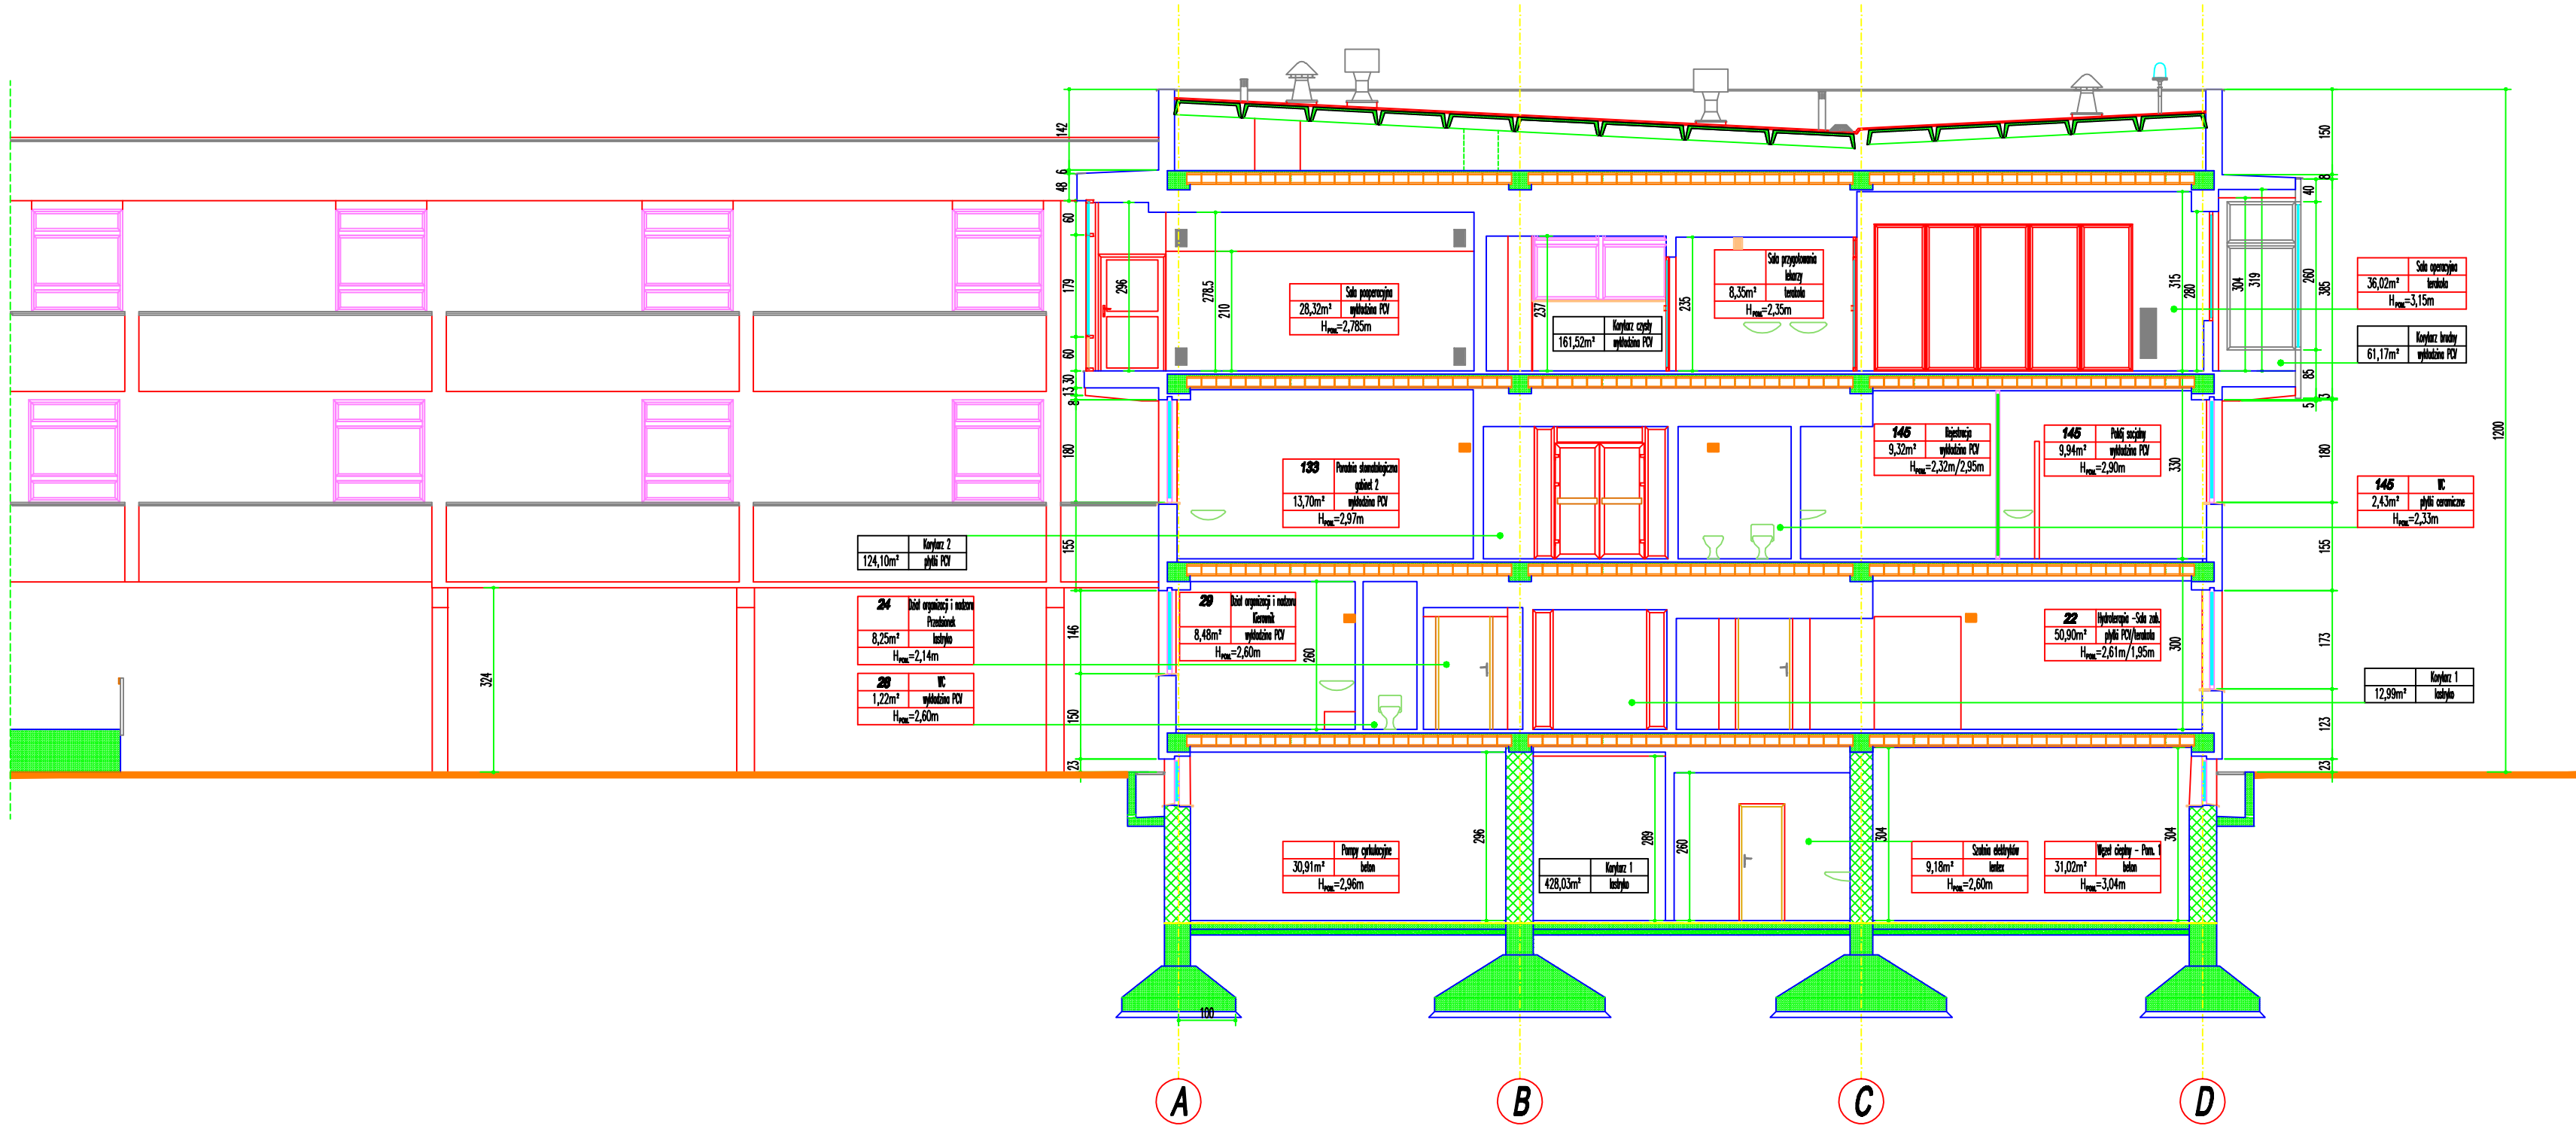 142
6
48
60
179
60
30
13
8
180
155
146
150
23
324
296
278.5
210
Sala pooperacyjna
28,32m² wykładzina PCV
HPOM.=2,785m
237
Korytarz czysty
161,52m² wykładzina PCV
235
Sala przygotowania
lekarzy
8,35m² terakota
HPOM.=2,35m
315
280
304
319
40
260
85
5
150
8
385
3
180
155
173
123
23
1200
Sala operacyjna
36,02m² terakota
HPOM.=3,15m
Korytarz brudny
61,17m² wykładzina PCV
133 Poradnia stomatologiczna
gabinet 2
13,70m² wykładzina PCV
HPOM.=2,97m
145 Rejestracja
9,32m² wykładzina PCV
HPOM.=2,32m/2,95m
145 Pokój socjalny
9,94m² wykładzina PCV
HPOM.=2,90m
330
145 WC
2,43m² płytki ceramiczne
HPOM.=2,33m
Korytarz 2
124,10m² płytki PCV
24 Dział organizacji i nadzoru
Przedsionek
8,25m² lastryko
HPOM.=2,14m
28 WC
1,22m² wykładzina PCV
HPOM.=2,60m
29 Dział organizacji i nadzoru
Kierownik
8,48m² wykładzina PCV
HPOM.=2,60m
260
22 Hydroterapia -Sala zab.
50,90m² płytki PCV/terakota
HPOM.=2,61m/1,95m
300
Korytarz 1
12,99m² lastryko
Pompy cyrkulacyjne
30,91m² beton
HPOM.=2,96m
296
Korytarz 1
428,03m² lastryko
289
260
304
Szatnia elektryków
9,18m² lentex
HPOM.=2,60m
Węzeł cieplny - Pom. 1
31,02m² beton
HPOM.=3,04m
304
100
A B C D